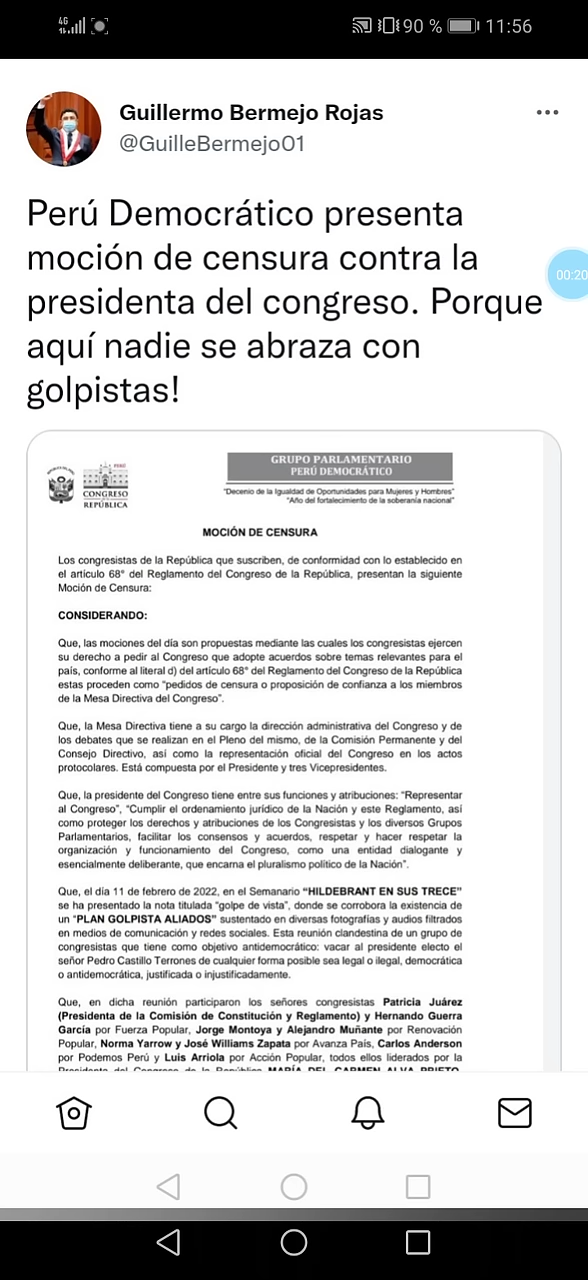 4G 90 % 11:56
Guillermo Bermejo Rojas
@GuilleBermejo01
Perú Democrático presenta
moción de censura contra la
presidenta del congreso. Porque
aquí nadie se abraza con
golpistas!
00:20
GRUPO PARLAMENTARIO
PERÚ DEMOCRÁTICO
CONGRESO
REPÚBLICA
"Decenio de la Igualdad de Oportunidades para Mujeres y Hombres"
"Año del fortalecimiento de la soberanía nacional"
MOCIÓN DE CENSURA
Los congresistas de la República que suscriben, de conformidad con lo establecido en
el artículo 68° del Reglamento del Congreso de la República, presentan la siguiente
Moción de Censura:
CONSIDERANDO:
Que, las mociones del día son propuestas mediante las cuales los congresistas ejercen
su derecho a pedir al Congreso que adopte acuerdos sobre temas relevantes para el
país, conforme al literal d) del artículo 68° del Reglamento del Congreso de la República
estas proceden como "pedidos de censura o proposición de confianza a los miembros
de la Mesa Directiva del Congreso".
Que, la Mesa Directiva tiene a su cargo la dirección administrativa del Congreso y de
los debates que se realizan en el Pleno del mismo, de la Comisión Permanente y del
Consejo Directivo, así como la representación oficial del Congreso en los actos
protocolares. Está compuesta por el Presidente y tres Vicepresidentes.
Que, la presidente del Congreso tiene entre sus funciones y atribuciones: "Representar
al Congreso", "Cumplir el ordenamiento jurídico de la Nación y este Reglamento, así
como proteger los derechos y atribuciones de los Congresistas y los diversos Grupos
Parlamentarios, facilitar los consensos y acuerdos, respetar y hacer respetar la
organización y funcionamiento del Congreso, como una entidad dialogante y
esencialmente deliberante, que encarna el pluralismo político de la Nación".
Que, el día 11 de febrero de 2022, en el Semanario "HILDEBRANT EN SUS TRECE"
se ha presentado la nota titulada "golpe de vista", donde se corrobora la existencia de
un "PLAN GOLPISTA ALIADOS" sustentado en diversas fotografías y audios filtrados
en medios de comunicación y redes sociales. Esta reunión clandestina de un grupo de
congresistas que tiene como objetivo antidemocrático: vacar al presidente electo el
señor Pedro Castillo Terrones de cualquier forma posible sea legal o ilegal, democrática
o antidemocrática, justificada o injustificadamente.
Que, en dicha reunión participaron los señores congresistas Patricia Juárez
(Presidenta de la Comisión de Constitución y Reglamento) y Hernando Guerra
García por Fuerza Popular, Jorge Montoya y Alejandro Muñante por Renovación
Popular, Norma Yarrow y José Williams Zapata por Avanza País, Carlos Anderson
por Podemos Perú y Luis Arriola por Acción Popular, todos ellos liderados por la
Presidenta del Congreso de la República MARÍA DEL CARMEN ALVA PRIETO